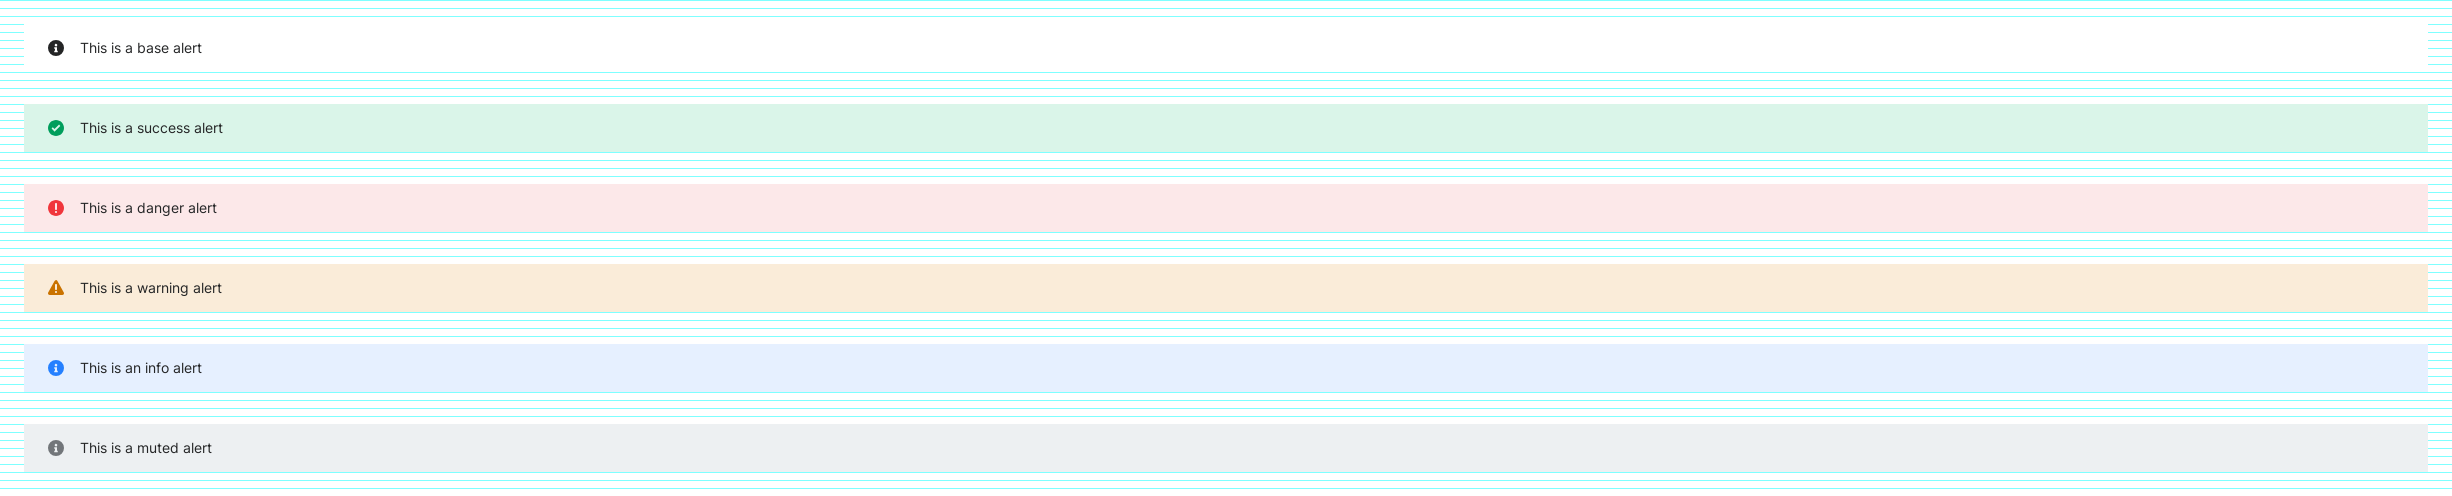 This is a base alert
This is a success alert
This is a danger alert
This is a warning alert
This is an info alert
This is a muted alert